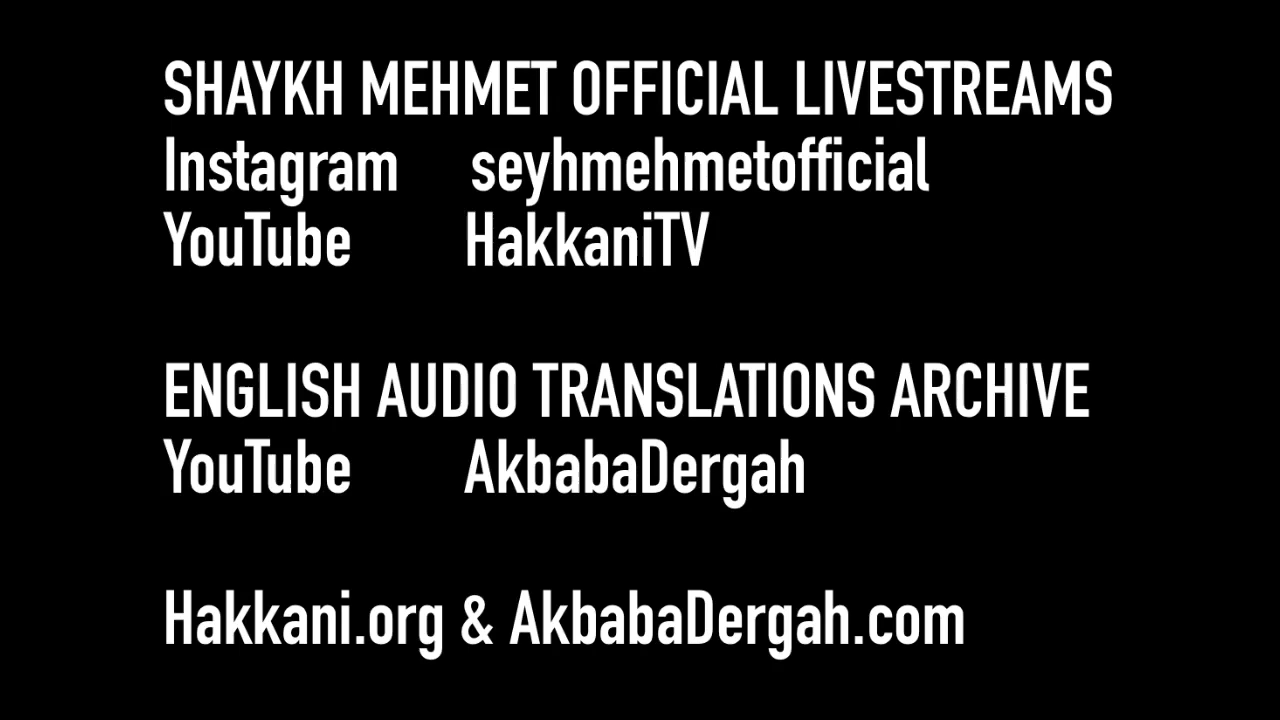 SHAYKH MEHMET OFFICIAL LIVESTREAMS
Instagram seyhmehmetofficial
YouTube HakkaniTV
ENGLISH AUDIO TRANSLATIONS ARCHIVE
YouTube AkbabaDergah
Hakkani.org & AkbabaDergah.com